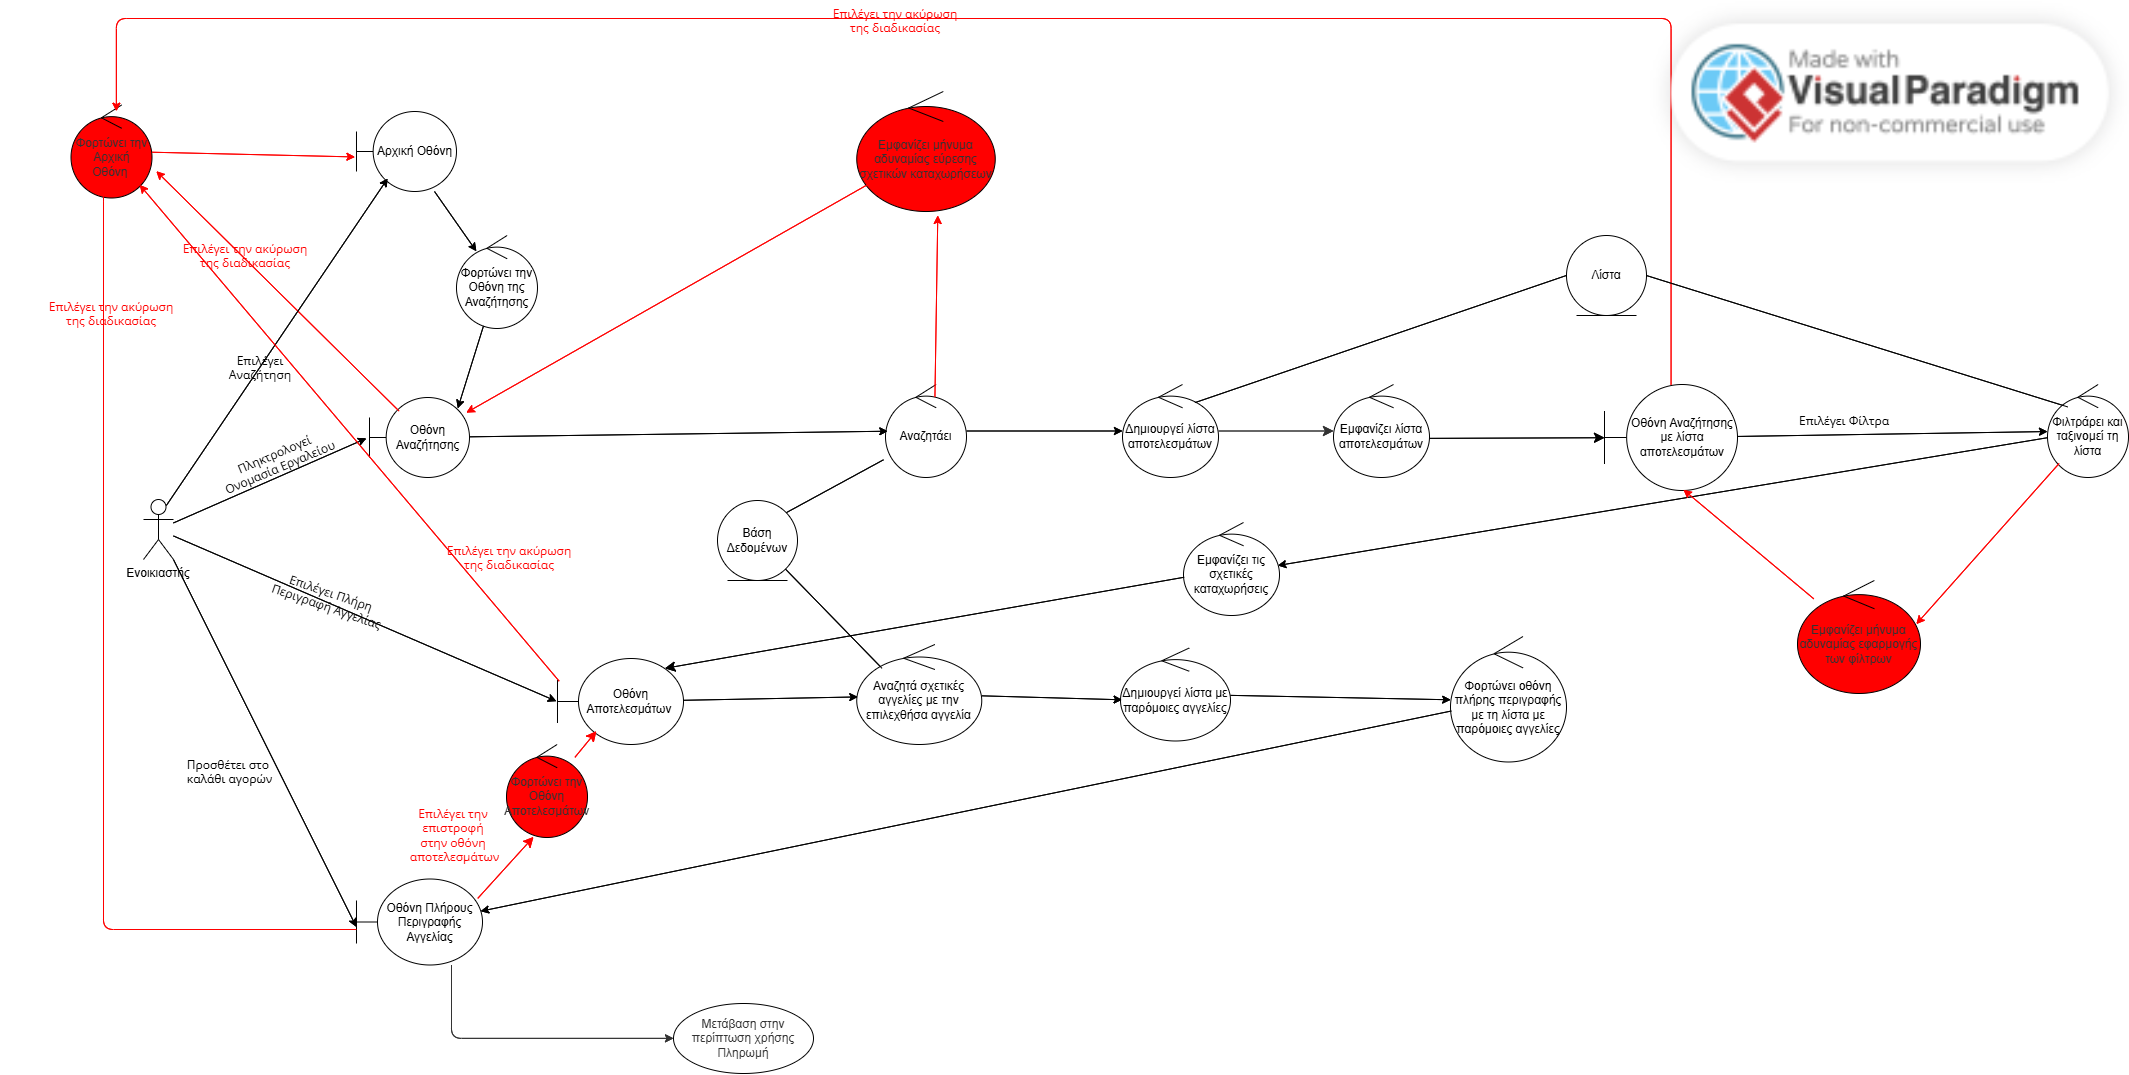 Επιλέγει την ακύρωση
της διαδικασίας
Made with
Visual Paradigm
For non-commercial use
Φορτώνει την
Αρχική
Οθόνη
Αρχική Οθόνη
Εμφανίζει μήνυμα
αδυναμίας εύρεσης
σχετικών καταχωρήσεων
Επιλέγει την ακύρωση
της διαδικασίας
Φορτώνει την
Οθόνη της
Αναζήτησης
Λίστα
Επιλέγει την ακύρωση
της διαδικασίας
Επιλέγει
Αναζήτηση
Οθόνη
Αναζήτησης
Αναζητάει
Δημιουργεί λίστα
αποτελεσμάτων
Εμφανίζει λίστα
αποτελεσμάτων
Οθόνη Αναζήτησης
με λίστα
αποτελεσμάτων
Επιλέγει Φίλτρα
Φιλτράρει και
ταξινομεί τη
λίστα
Πληκτρολογεί
Ονομασία Εργαλείου
Ενοικιαστής
Βάση
Δεδομένων
Επιλέγει την ακύρωση
της διαδικασίας
Εμφανίζει τις
σχετικές
καταχωρήσεις
Επιλέγει Πλήρη
Περιγραφή Αγγελίας
Εμφανίζει μήνυμα
αδυναμίας εφαρμογής
των φίλτρων
Οθόνη
Αποτελεσμάτων
Αναζητά σχετικές
αγγελίες με την
επιλεχθήσα αγγελία
Δημιουργεί λίστα με
παρόμοιες αγγελίες
Φορτώνει οθόνη
πλήρης περιγραφής
με τη λίστα με
παρόμοιες αγγελίες
Προσθέτει στο
καλάθι αγορών
Φορτώνει την
Οθόνη
Αποτελεσμάτων
Επιλέγει την
επιστροφή
στην οθόνη
αποτελεσμάτων
Οθόνη Πλήρους
Περιγραφής
Αγγελίας
Μετάβαση στην
περίπτωση χρήσης
Πληρωμή